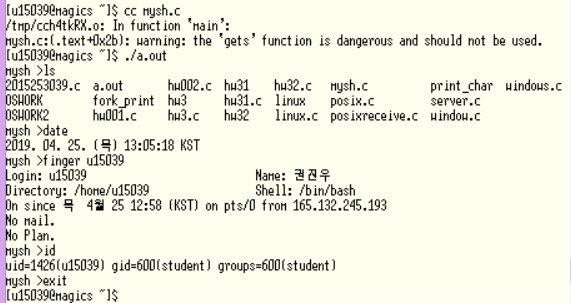 [u15039@magics ~]$ cc mysh.c
/tmp/cch4tkRX.o: In function `main':
mysh.c:(.text+0x2b): warning: the `gets' function is dangerous and should not be used.
[u15039@magics ~]$ ./a.out
mysh >ls
2015253039.c  a.out  hw002.c  hw31  hw32.c  mysh.c  print_char  windows.c
OSWORK  fork_print  hw3  hw31.c  linux  posix.c  server.c
OSWORK2  hw001.c  hw3.c  hw32  linux.c  posixreceive.c  window.c
mysh >date
2019. 04. 25. (목) 13:05:18 KST
mysh >finger u15039
Login: u15039  Name: 권진우
Directory: /home/u15039  Shell: /bin/bash
On since 목  4월 25 12:58 (KST) on pts/0 from 165.132.245.193
No mail.
No Plan.
mysh >id
uid=1426(u15039) gid=600(student) groups=600(student)
mysh >exit
[u15039@magics ~]$